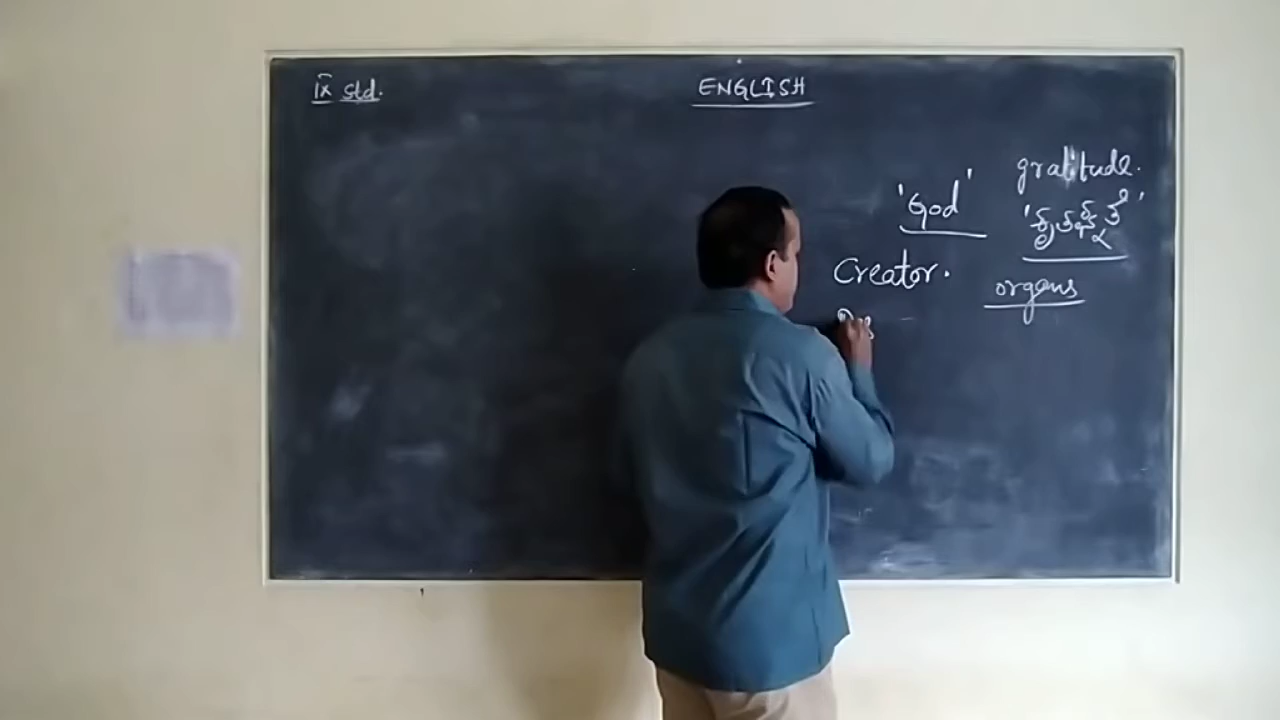 IX Std.
ENGLISH
gratitude.
'God'
'ಕೃತಜ್ಞತೆ'
Creator.
organs